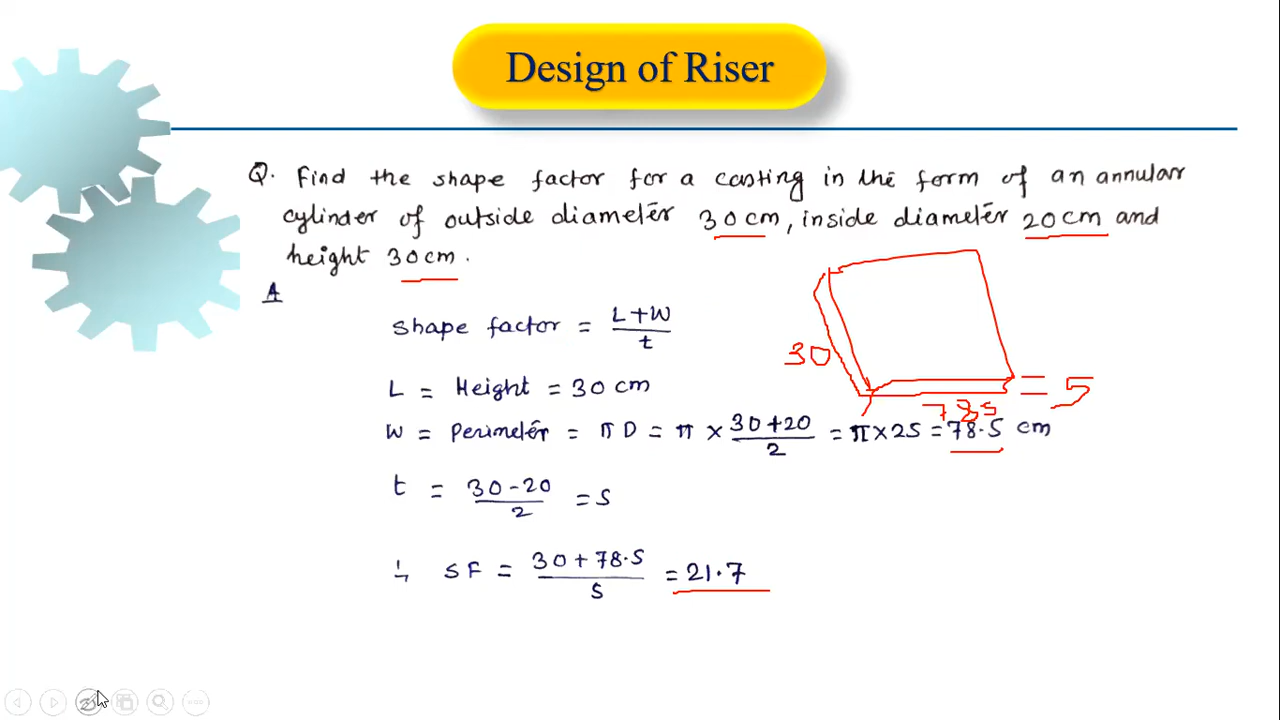 Design of Riser
Q. Find the shape factor for a casting in the form of an annular
cylinder of outside diameter 30 cm, inside diameter 20 cm and
height 30 cm.
A
Shape factor = L+W / t
30
5
L = Height = 30 cm
785
W = Perimeter = π D = π × 30+20 / 2 = π × 25 = 78.5 cm
t = 30-20 / 2 = 5
∴ SF = 30+78.5 / 5 = 21.7